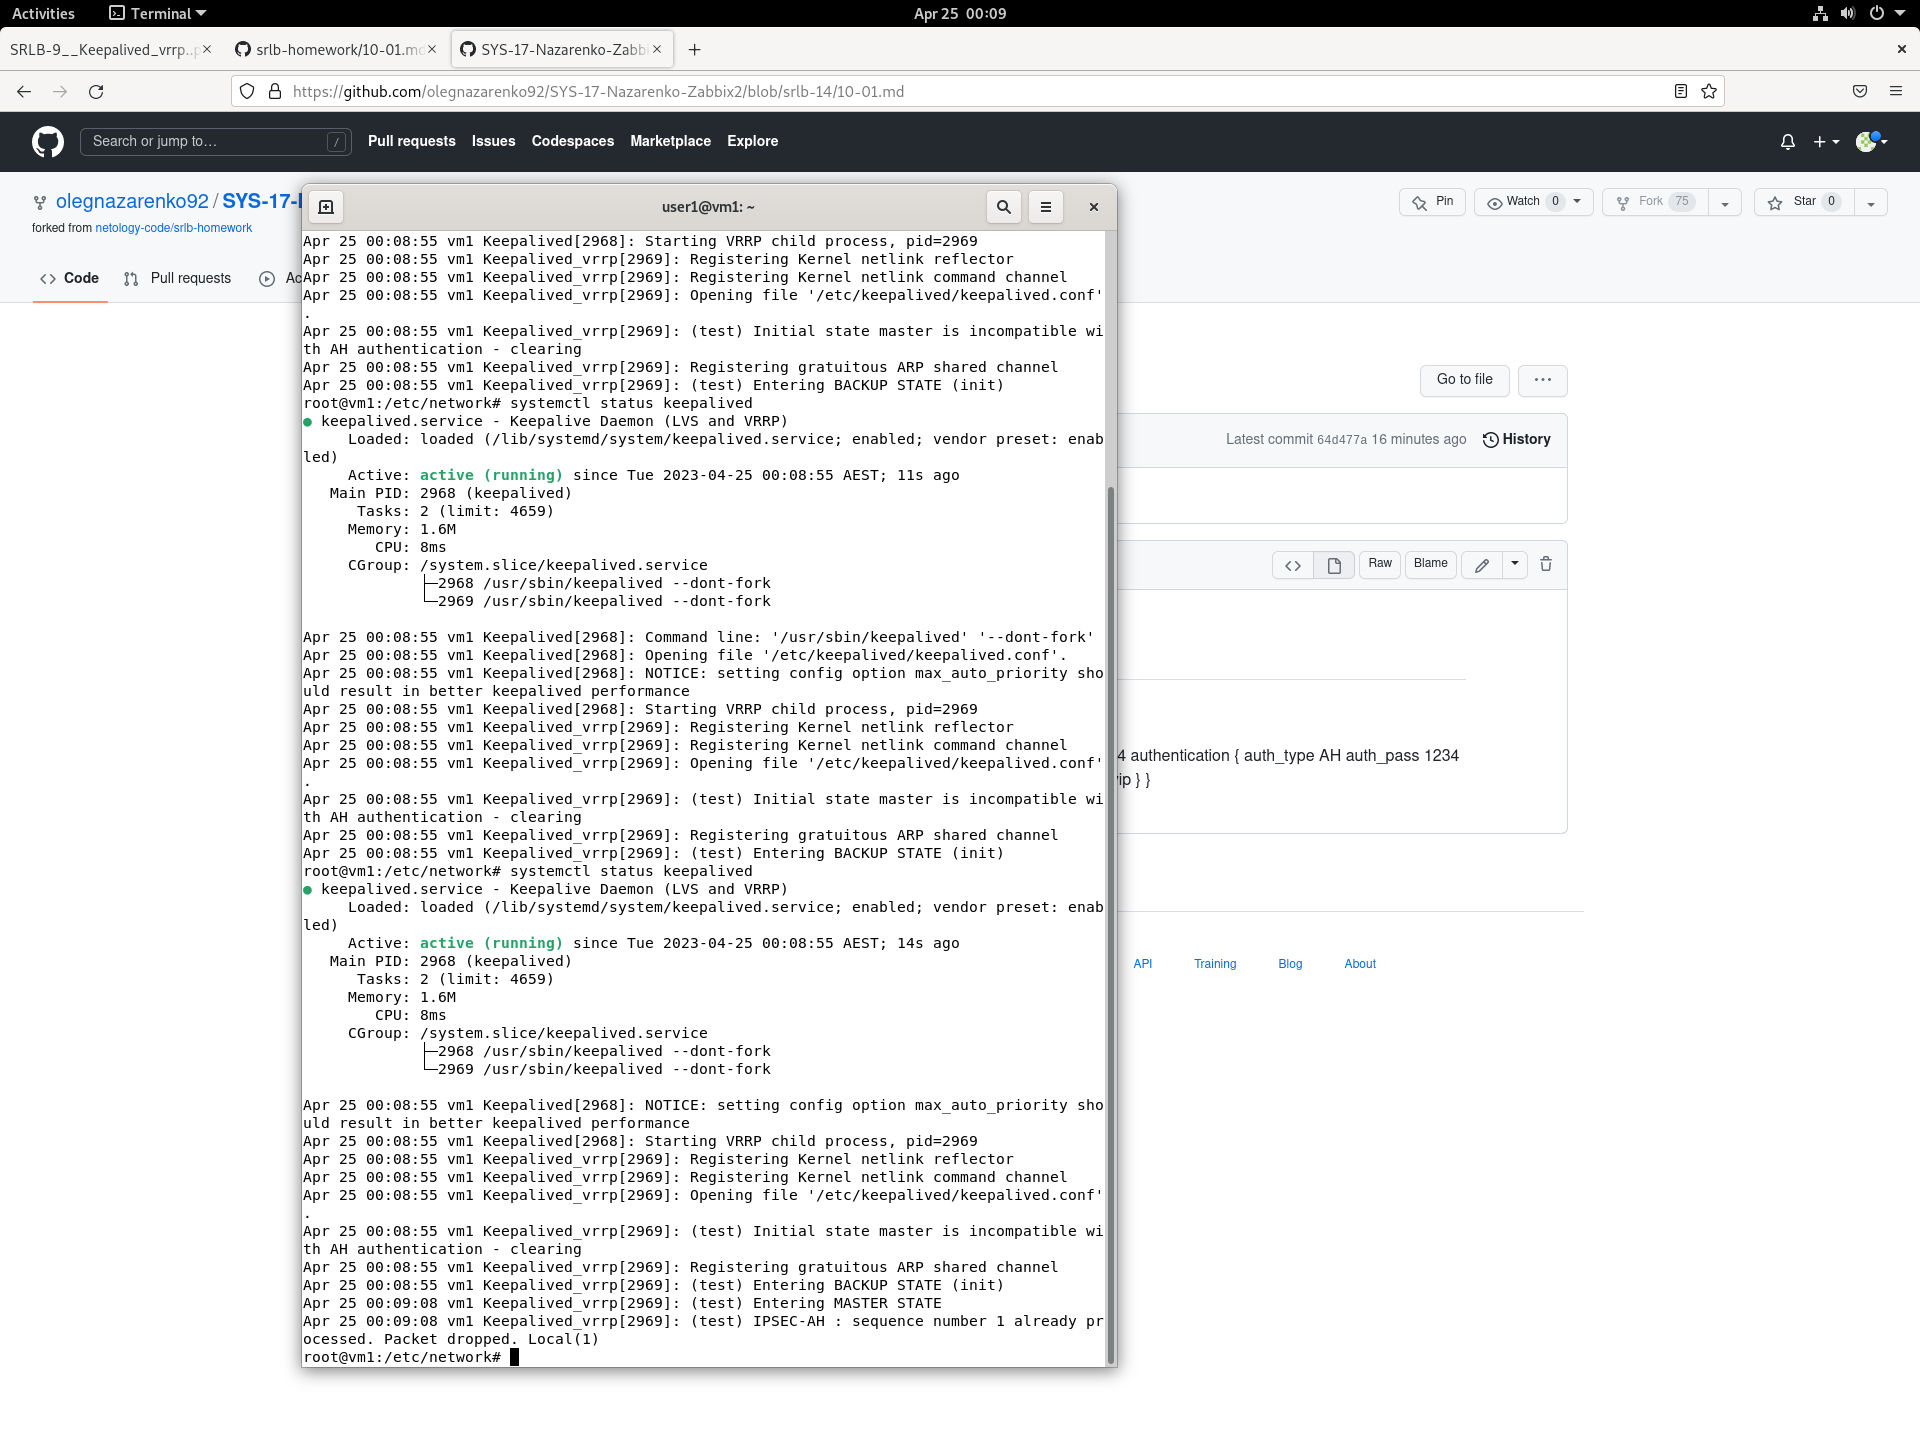 Activities
Terminal
Apr 25  00:09
SRLB-9__Keepalived_vrrp..p
srlb-homework/10-01.md
SYS-17-Nazarenko-Zabb
https://github.com/olegnazarenko92/SYS-17-Nazarenko-Zabbix2/blob/srlb-14/10-01.md
Search or jump to…
/
Pull requests
Issues
Codespaces
Marketplace
Explore
olegnazarenko92 / SYS-17-
forked from netology-code/srlb-homework
Pin
Watch 0
Fork 75
Star 0
Code
Pull requests
Ac
user1@vm1: ~
Apr 25 00:08:55 vm1 Keepalived[2968]: Starting VRRP child process, pid=2969
Apr 25 00:08:55 vm1 Keepalived_vrrp[2969]: Registering Kernel netlink reflector
Apr 25 00:08:55 vm1 Keepalived_vrrp[2969]: Registering Kernel netlink command channel
Apr 25 00:08:55 vm1 Keepalived_vrrp[2969]: Opening file '/etc/keepalived/keepalived.conf'
.
Apr 25 00:08:55 vm1 Keepalived_vrrp[2969]: (test) Initial state master is incompatible wi
th AH authentication - clearing
Apr 25 00:08:55 vm1 Keepalived_vrrp[2969]: Registering gratuitous ARP shared channel
Apr 25 00:08:55 vm1 Keepalived_vrrp[2969]: (test) Entering BACKUP STATE (init)
root@vm1:/etc/network# systemctl status keepalived
● keepalived.service - Keepalive Daemon (LVS and VRRP)
     Loaded: loaded (/lib/systemd/system/keepalived.service; enabled; vendor preset: enab
led)
     Active: active (running) since Tue 2023-04-25 00:08:55 AEST; 11s ago
   Main PID: 2968 (keepalived)
      Tasks: 2 (limit: 4659)
     Memory: 1.6M
        CPU: 8ms
     CGroup: /system.slice/keepalived.service
             ├─2968 /usr/sbin/keepalived --dont-fork
             └─2969 /usr/sbin/keepalived --dont-fork
Apr 25 00:08:55 vm1 Keepalived[2968]: Command line: '/usr/sbin/keepalived' '--dont-fork'
Apr 25 00:08:55 vm1 Keepalived[2968]: Opening file '/etc/keepalived/keepalived.conf'.
Apr 25 00:08:55 vm1 Keepalived[2968]: NOTICE: setting config option max_auto_priority sho
uld result in better keepalived performance
Apr 25 00:08:55 vm1 Keepalived[2968]: Starting VRRP child process, pid=2969
Apr 25 00:08:55 vm1 Keepalived_vrrp[2969]: Registering Kernel netlink reflector
Apr 25 00:08:55 vm1 Keepalived_vrrp[2969]: Registering Kernel netlink command channel
Apr 25 00:08:55 vm1 Keepalived_vrrp[2969]: Opening file '/etc/keepalived/keepalived.conf'
.
Apr 25 00:08:55 vm1 Keepalived_vrrp[2969]: (test) Initial state master is incompatible wi
th AH authentication - clearing
Apr 25 00:08:55 vm1 Keepalived_vrrp[2969]: Registering gratuitous ARP shared channel
Apr 25 00:08:55 vm1 Keepalived_vrrp[2969]: (test) Entering BACKUP STATE (init)
root@vm1:/etc/network# systemctl status keepalived
● keepalived.service - Keepalive Daemon (LVS and VRRP)
     Loaded: loaded (/lib/systemd/system/keepalived.service; enabled; vendor preset: enab
led)
     Active: active (running) since Tue 2023-04-25 00:08:55 AEST; 14s ago
   Main PID: 2968 (keepalived)
      Tasks: 2 (limit: 4659)
     Memory: 1.6M
        CPU: 8ms
     CGroup: /system.slice/keepalived.service
             ├─2968 /usr/sbin/keepalived --dont-fork
             └─2969 /usr/sbin/keepalived --dont-fork
Apr 25 00:08:55 vm1 Keepalived[2968]: NOTICE: setting config option max_auto_priority sho
uld result in better keepalived performance
Apr 25 00:08:55 vm1 Keepalived[2968]: Starting VRRP child process, pid=2969
Apr 25 00:08:55 vm1 Keepalived_vrrp[2969]: Registering Kernel netlink reflector
Apr 25 00:08:55 vm1 Keepalived_vrrp[2969]: Registering Kernel netlink command channel
Apr 25 00:08:55 vm1 Keepalived_vrrp[2969]: Opening file '/etc/keepalived/keepalived.conf'
.
Apr 25 00:08:55 vm1 Keepalived_vrrp[2969]: (test) Initial state master is incompatible wi
th AH authentication - clearing
Apr 25 00:08:55 vm1 Keepalived_vrrp[2969]: Registering gratuitous ARP shared channel
Apr 25 00:08:55 vm1 Keepalived_vrrp[2969]: (test) Entering BACKUP STATE (init)
Apr 25 00:09:08 vm1 Keepalived_vrrp[2969]: (test) Entering MASTER STATE
Apr 25 00:09:08 vm1 Keepalived_vrrp[2969]: (test) IPSEC-AH : sequence number 1 already pr
ocessed. Packet dropped. Local(1)
root@vm1:/etc/network#
Go to file
Latest commit 64d477a 16 minutes ago
History
Raw
Blame
4 authentication { auth_type AH auth_pass 1234
ip } }
API
Training
Blog
About